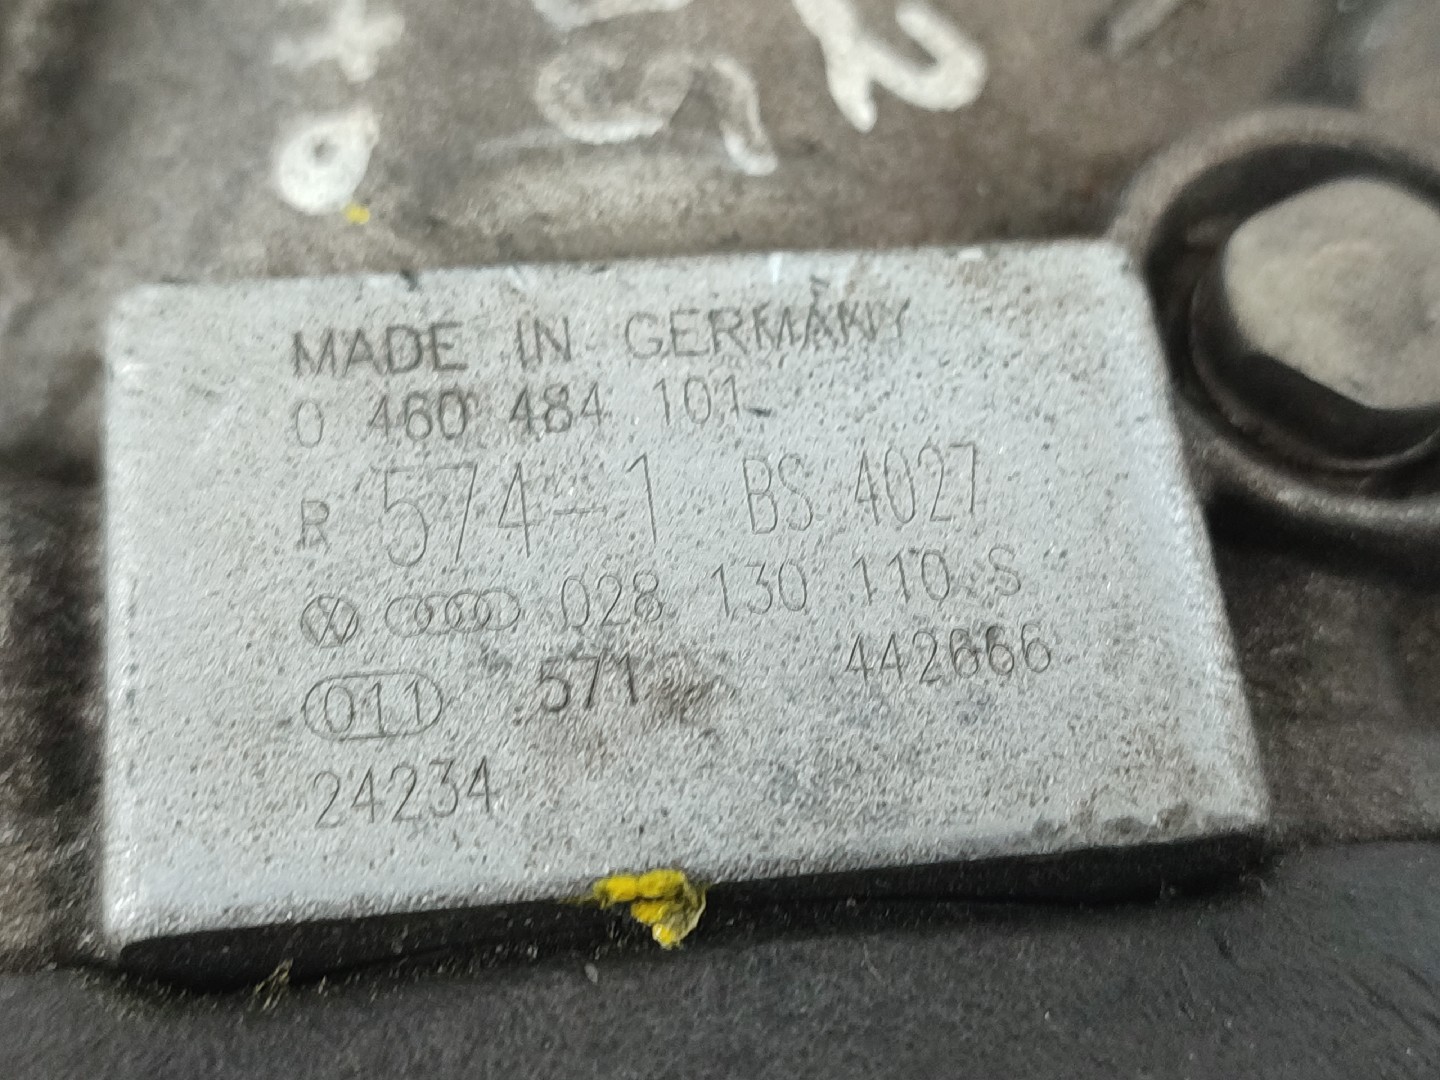 MADE IN GERMANY
0 460 484 101
R 574-1 BS 4027
028 130 110 S
011 571 442666
24234